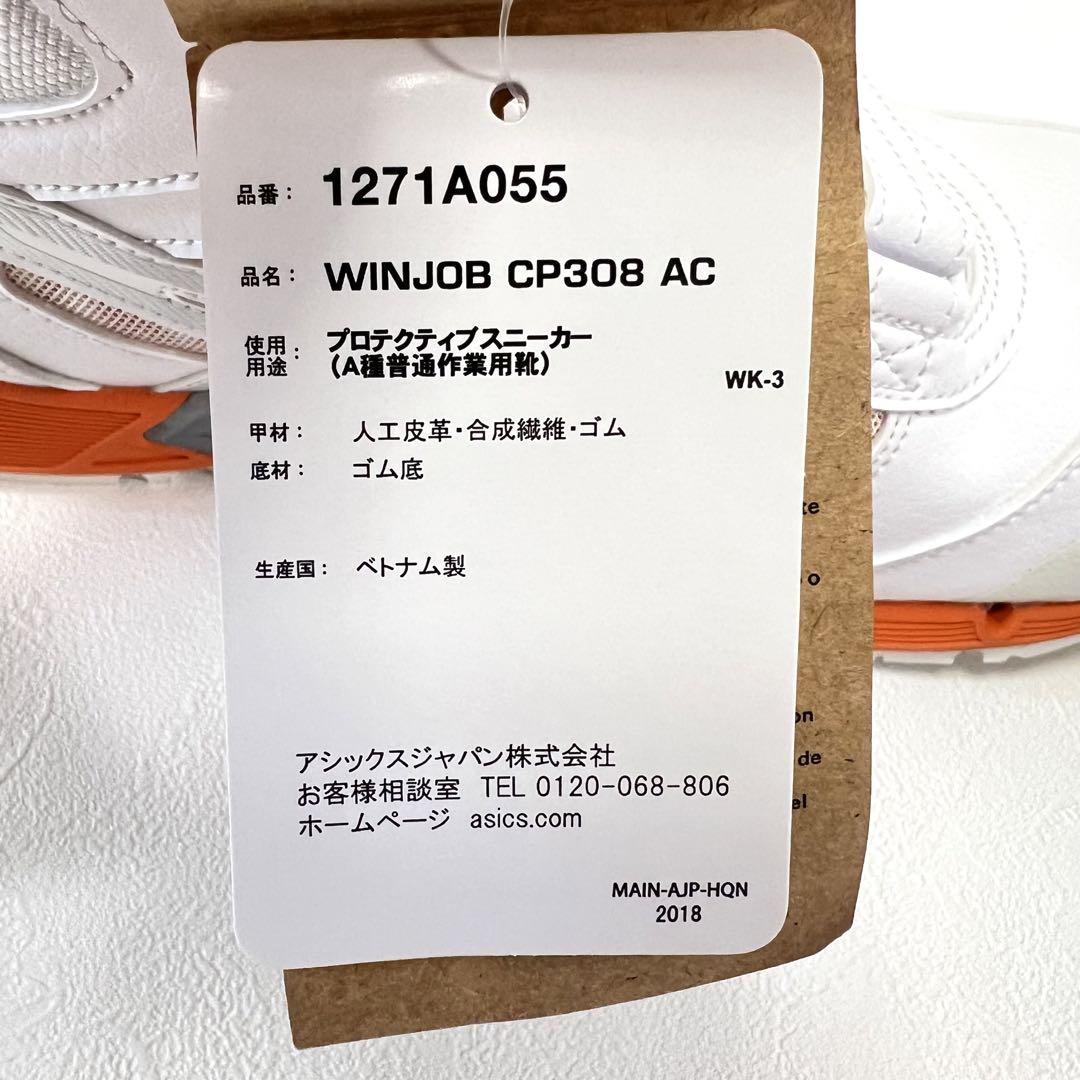 品番： 1271A055
品名： WINJOB CP308 AC
使用用途： プロテクティブスニーカー
（A種普通作業用靴）
WK-3
甲材： 人工皮革・合成繊維・ゴム
底材： ゴム底
生産国： ベトナム製
アシックスジャパン株式会社
お客様相談室 TEL 0120-068-806
ホームページ asics.com
MAIN-AJP-HQN
2018
de